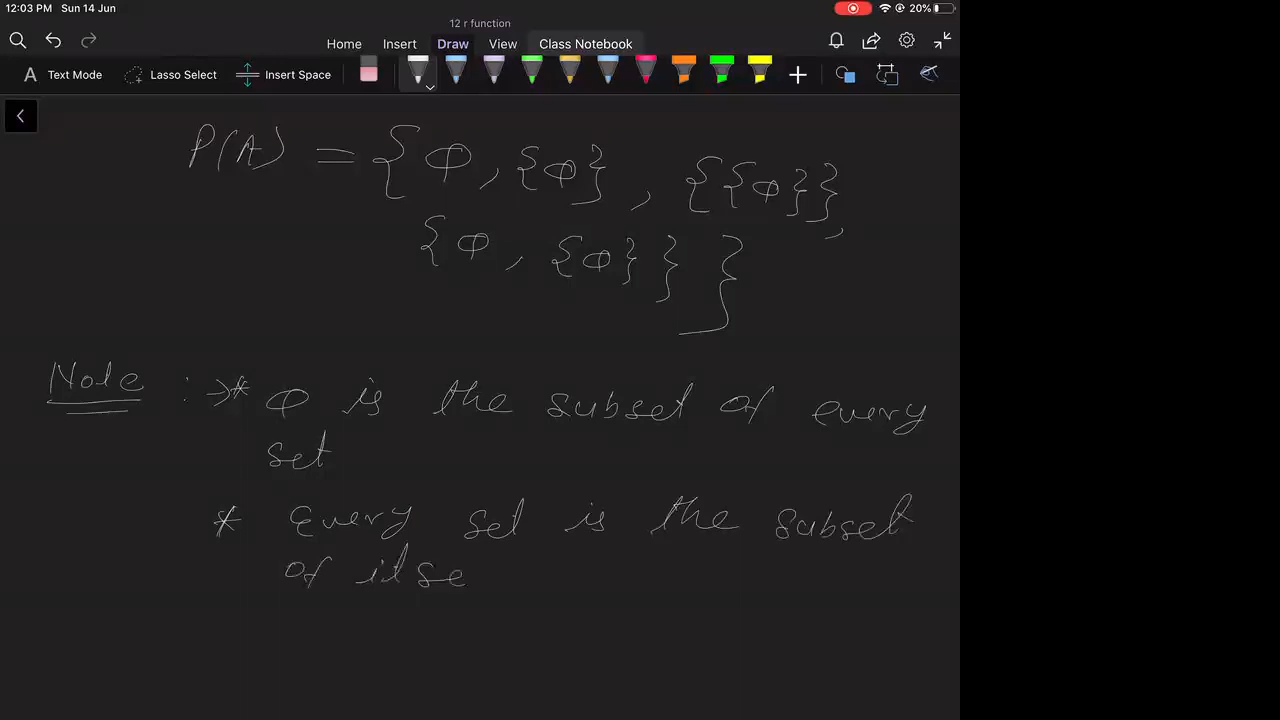 12:03 PM Sun 14 Jun 20%
12 r function
Home Insert Draw View Class Notebook
A Text Mode Lasso Select Insert Space
P(A) = {Φ, {Φ}, {{Φ}},
{Φ, {Φ}}}
Note :→* Φ is the subset of every
set
* Every set is the subset
of itse